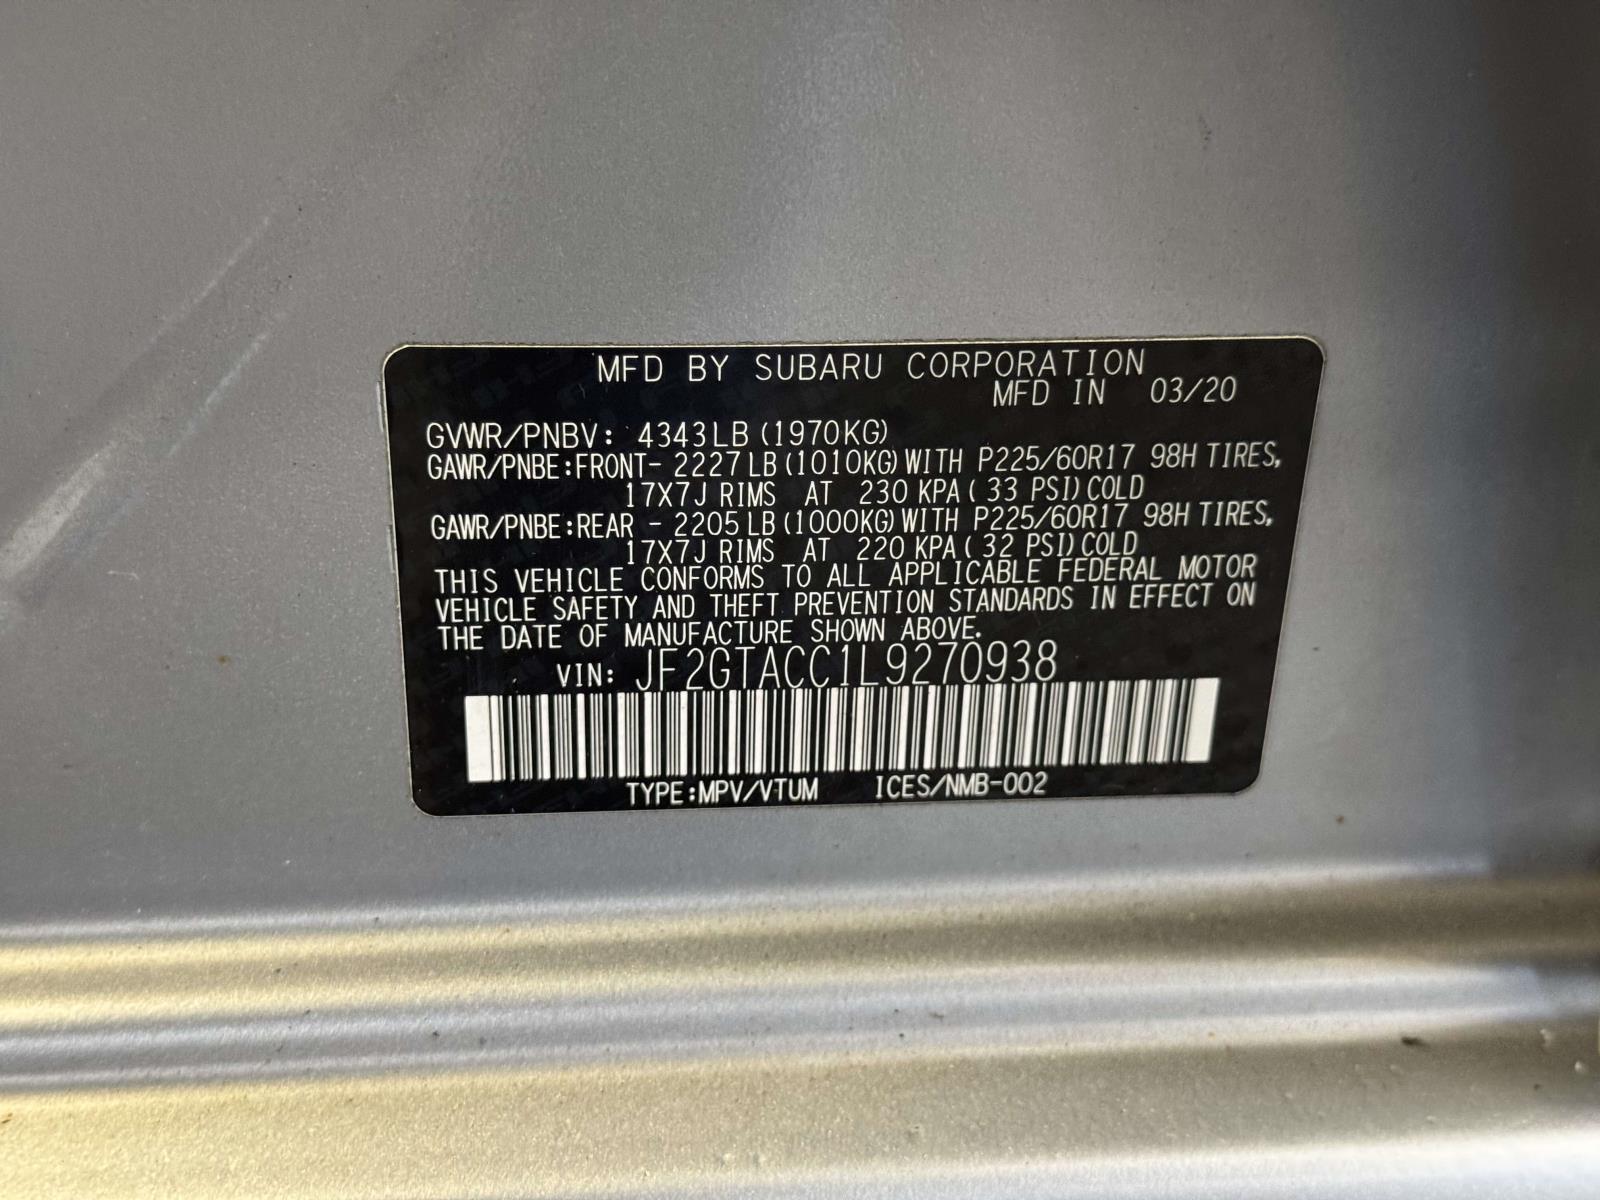 MFD BY SUBARU CORPORATION
MFD IN 03/20
GVWR/PNBV: 4343LB(1970KG)
GAWR/PNBE:FRONT- 2227LB(1010KG)WITH P225/60R17 98H TIRES,
17X7J RIMS AT 230 KPA( 33 PSI)COLD
GAWR/PNBE:REAR - 2205LB(1000KG)WITH P225/60R17 98H TIRES,
17X7J RIMS AT 220 KPA( 32 PSI)COLD
THIS VEHICLE CONFORMS TO ALL APPLICABLE FEDERAL MOTOR
VEHICLE SAFETY AND THEFT PREVENTION STANDARDS IN EFFECT ON
THE DATE OF MANUFACTURE SHOWN ABOVE.
VIN: JF2GTACC1L9270938
TYPE:MPV/VTUM ICES/NMB-002